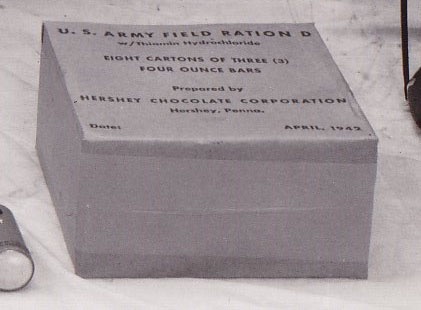 U. S. ARMY FIELD RATION D
w/Thiamin Hydrochloride
EIGHT CARTONS OF THREE (3)
FOUR OUNCE BARS
Prepared by
HERSHEY CHOCOLATE CORPORATION
Hershey, Penna.
Date: APRIL, 1942